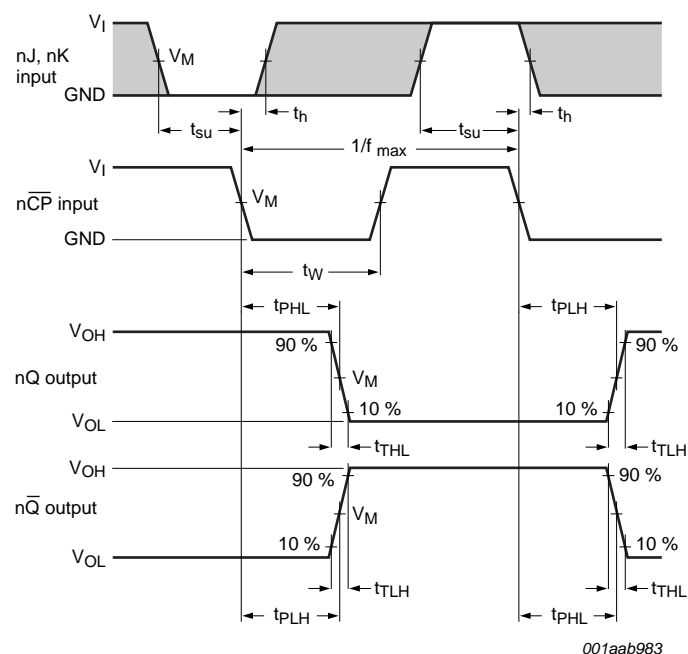 V_I
nJ, nK
input
V_M
GND
t_h
t_su
t_su
t_h
1/f_max
V_I
nC̅P̅ input
V_M
GND
t_W
t_PHL
t_PLH
V_OH
90 %
90 %
nQ output
V_M
10 %
10 %
V_OL
t_THL
t_TLH
V_OH
90 %
90 %
nQ̅ output
V_M
10 %
10 %
V_OL
t_TLH
t_THL
t_PLH
t_PHL
001aab983